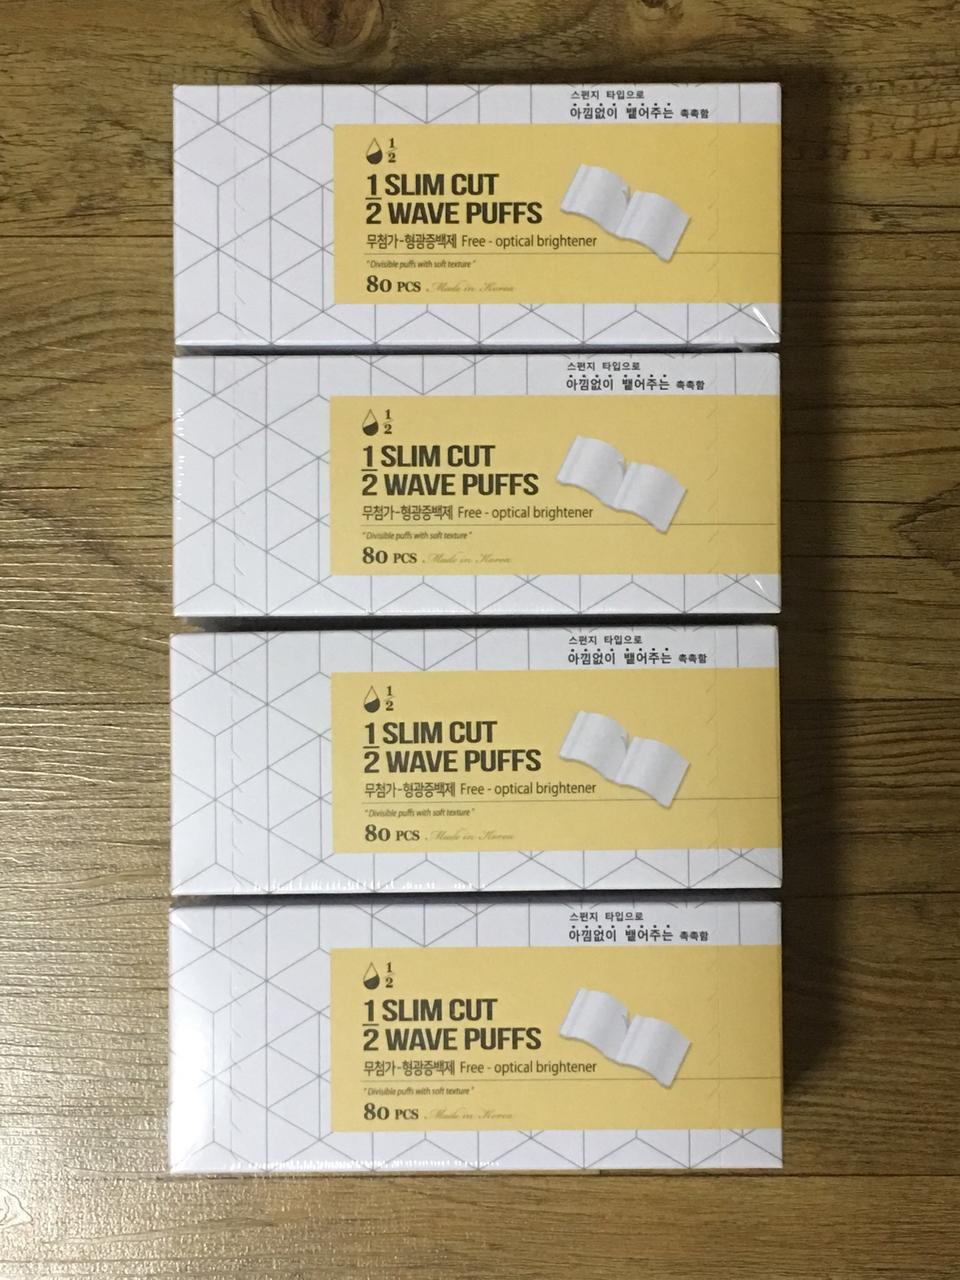 스펀지 타입으로
아낌없이 뱉어주는 촉촉함
1/2
1/2 SLIM CUT
WAVE PUFFS
무첨가-형광증백제 Free - optical brightener
"Divisible puffs with soft texture"
80 PCS Made in Korea
스펀지 타입으로
아낌없이 뱉어주는 촉촉함
1/2
1/2 SLIM CUT
WAVE PUFFS
무첨가-형광증백제 Free - optical brightener
"Divisible puffs with soft texture"
80 PCS Made in Korea
스펀지 타입으로
아낌없이 뱉어주는 촉촉함
1/2
1/2 SLIM CUT
WAVE PUFFS
무첨가-형광증백제 Free - optical brightener
"Divisible puffs with soft texture"
80 PCS Made in Korea
스펀지 타입으로
아낌없이 뱉어주는 촉촉함
1/2
1/2 SLIM CUT
WAVE PUFFS
무첨가-형광증백제 Free - optical brightener
"Divisible puffs with soft texture"
80 PCS Made in Korea